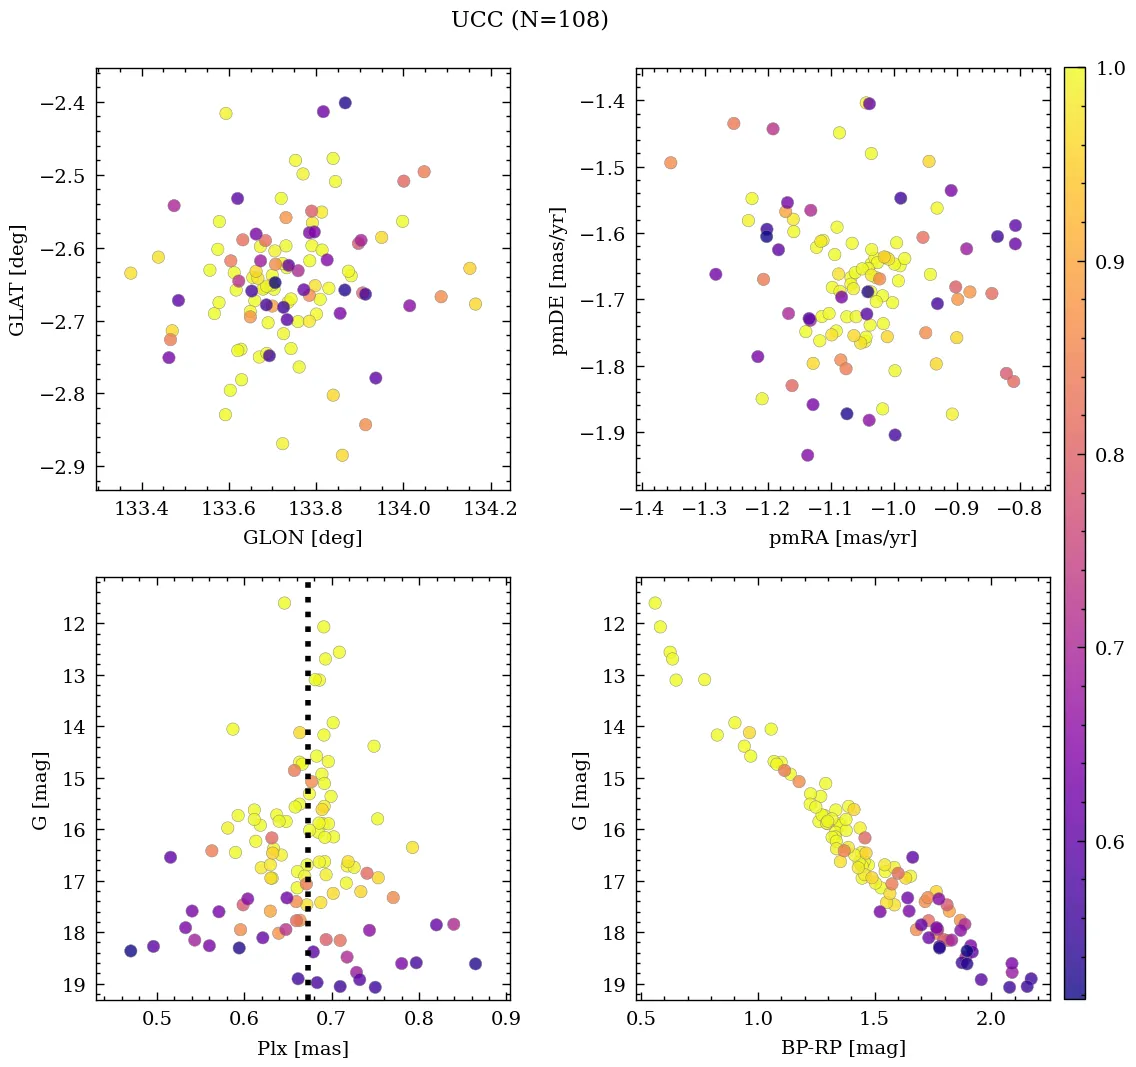 UCC (N=108)
−2.4
−2.5
−2.6
−2.7
−2.8
−2.9
GLAT [deg]
133.4 133.6 133.8 134.0 134.2
GLON [deg]
−1.4
−1.5
−1.6
−1.7
−1.8
−1.9
pmDE [mas/yr]
−1.4 −1.3 −1.2 −1.1 −1.0 −0.9 −0.8
pmRA [mas/yr]
12
13
14
15
16
17
18
19
G [mag]
0.5 0.6 0.7 0.8 0.9
Plx [mas]
12
13
14
15
16
17
18
19
G [mag]
0.5 1.0 1.5 2.0
BP-RP [mag]
1.0
0.9
0.8
0.7
0.6